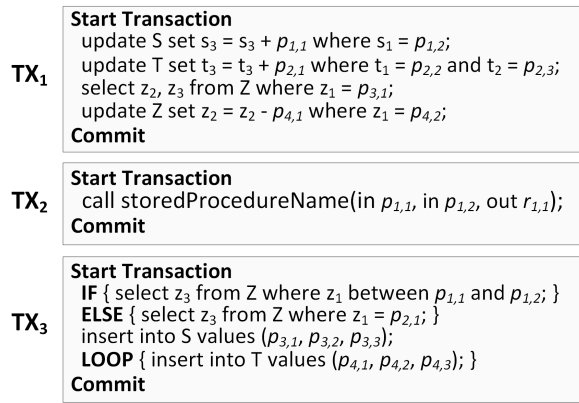 TX1
Start Transaction
update S set s3 = s3 + p1,1 where s1 = p1,2;
update T set t3 = t3 + p2,1 where t1 = p2,2 and t2 = p2,3;
select z2, z3 from Z where z1 = p3,1;
update Z set z2 = z2 - p4,1 where z1 = p4,2;
Commit
TX2
Start Transaction
call storedProcedureName(in p1,1, in p1,2, out r1,1);
Commit
TX3
Start Transaction
IF { select z3 from Z where z1 between p1,1 and p1,2; }
ELSE { select z3 from Z where z1 = p2,1; }
insert into S values (p3,1, p3,2, p3,3);
LOOP { insert into T values (p4,1, p4,2, p4,3); }
Commit